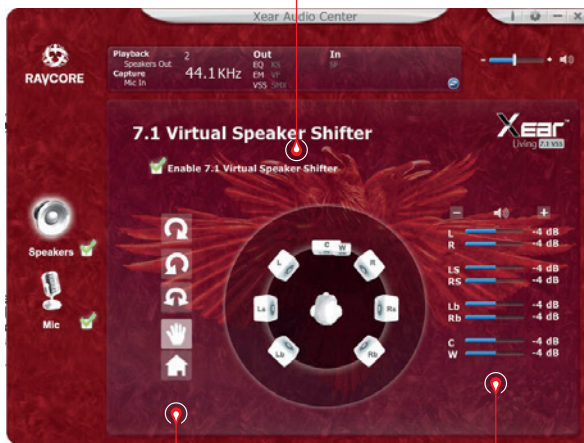 Xear Audio Center
RAVCORE
Playback 2 Out In
Speakers Out EQ KS SF
Capture 44.1KHz EM VF
Mic In VSS SMX
7.1 Virtual Speaker Shifter
Xear™
Living 7.1 VSS
Enable 7.1 Virtual Speaker Shifter
Speakers
Mic
C W
L R
Ls Rs
Lb Rb
L -4 dB
R -4 dB
LS -4 dB
RS -4 dB
Lb -4 dB
Rb -4 dB
C -4 dB
W -4 dB